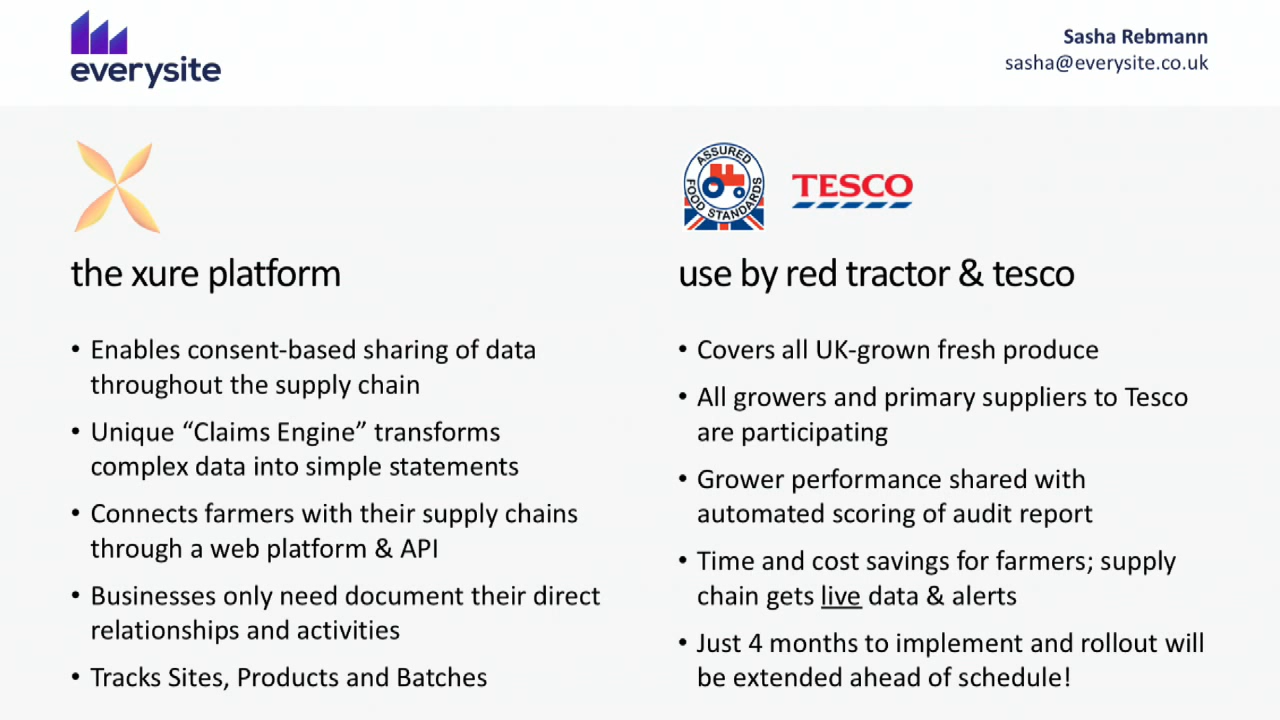 everysite
Sasha Rebmann
sasha@everysite.co.uk
the xure platform
• Enables consent-based sharing of data
throughout the supply chain
• Unique “Claims Engine” transforms
complex data into simple statements
• Connects farmers with their supply chains
through a web platform & API
• Businesses only need document their direct
relationships and activities
• Tracks Sites, Products and Batches
ASSURED
FOOD STANDARDS
TESCO
use by red tractor & tesco
• Covers all UK-grown fresh produce
• All growers and primary suppliers to Tesco
are participating
• Grower performance shared with
automated scoring of audit report
• Time and cost savings for farmers; supply
chain gets live data & alerts
• Just 4 months to implement and rollout will
be extended ahead of schedule!